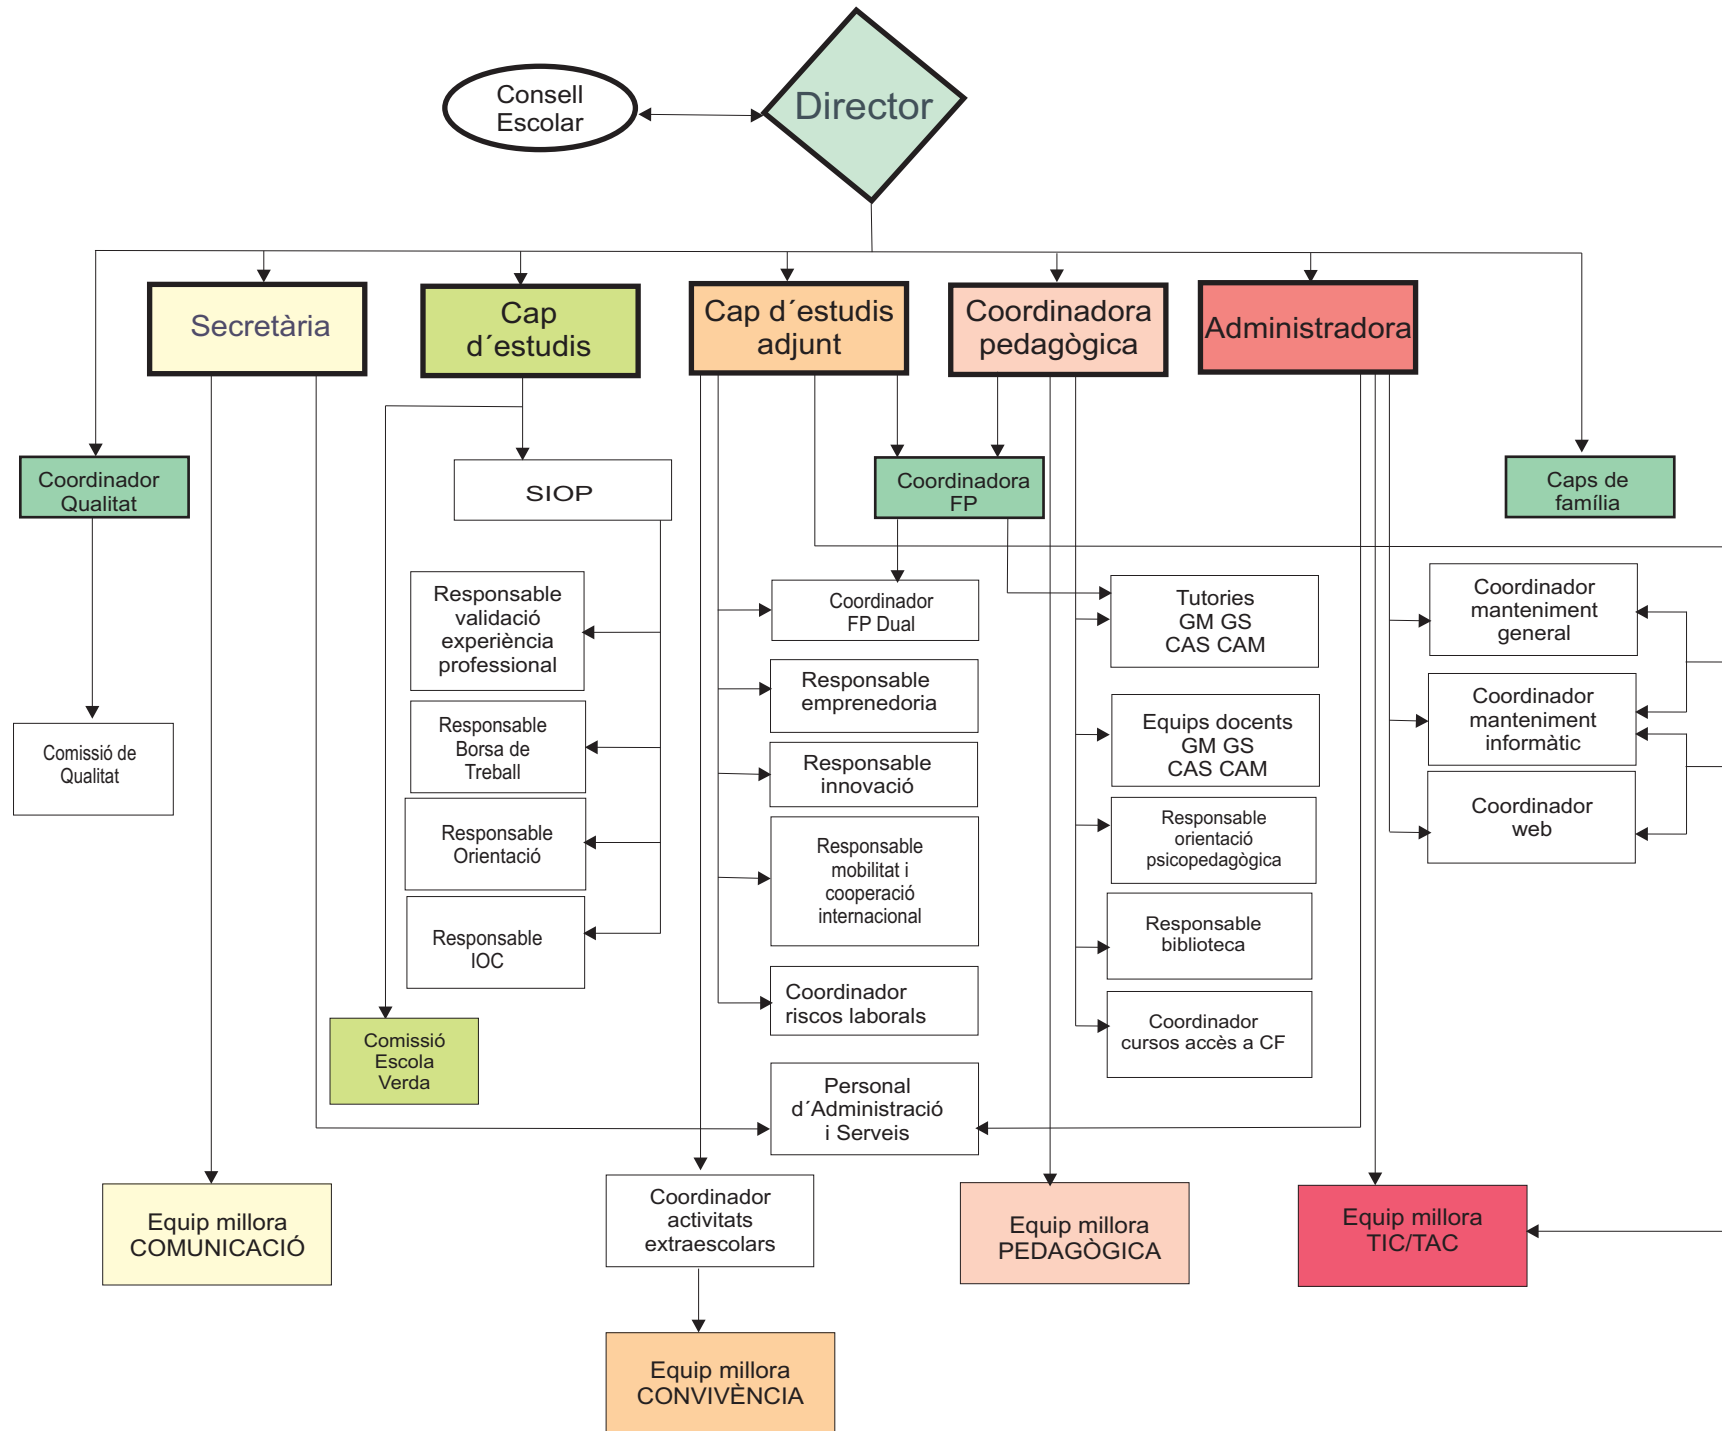 Consell
Escolar
Director
Secretària
Cap
d´estudis
Cap d´estudis
adjunt
Coordinadora
pedagògica
Administradora
Coordinador
Qualitat
SIOP
Coordinadora
FP
Caps de
família
Responsable
validació
experiència
professional
Coordinador
FP Dual
Tutories
GM GS
CAS CAM
Coordinador
manteniment
general
Responsable
emprenedoria
Coordinador
manteniment
informàtic
Comissió de
Qualitat
Responsable
Borsa de
Treball
Responsable
innovació
Equips docents
GM GS
CAS CAM
Coordinador
web
Responsable
Orientació
Responsable
mobilitat i
cooperació
internacional
Responsable
orientació
psicopedagògica
Responsable
IOC
Responsable
biblioteca
Coordinador
riscos laborals
Coordinador
cursos accès a CF
Comissió
Escola
Verda
Personal
d´Administració
i Serveis
Equip millora
COMUNICACIÓ
Coordinador
activitats
extraescolars
Equip millora
PEDAGÒGICA
Equip millora
TIC/TAC
Equip millora
CONVIVÈNCIA